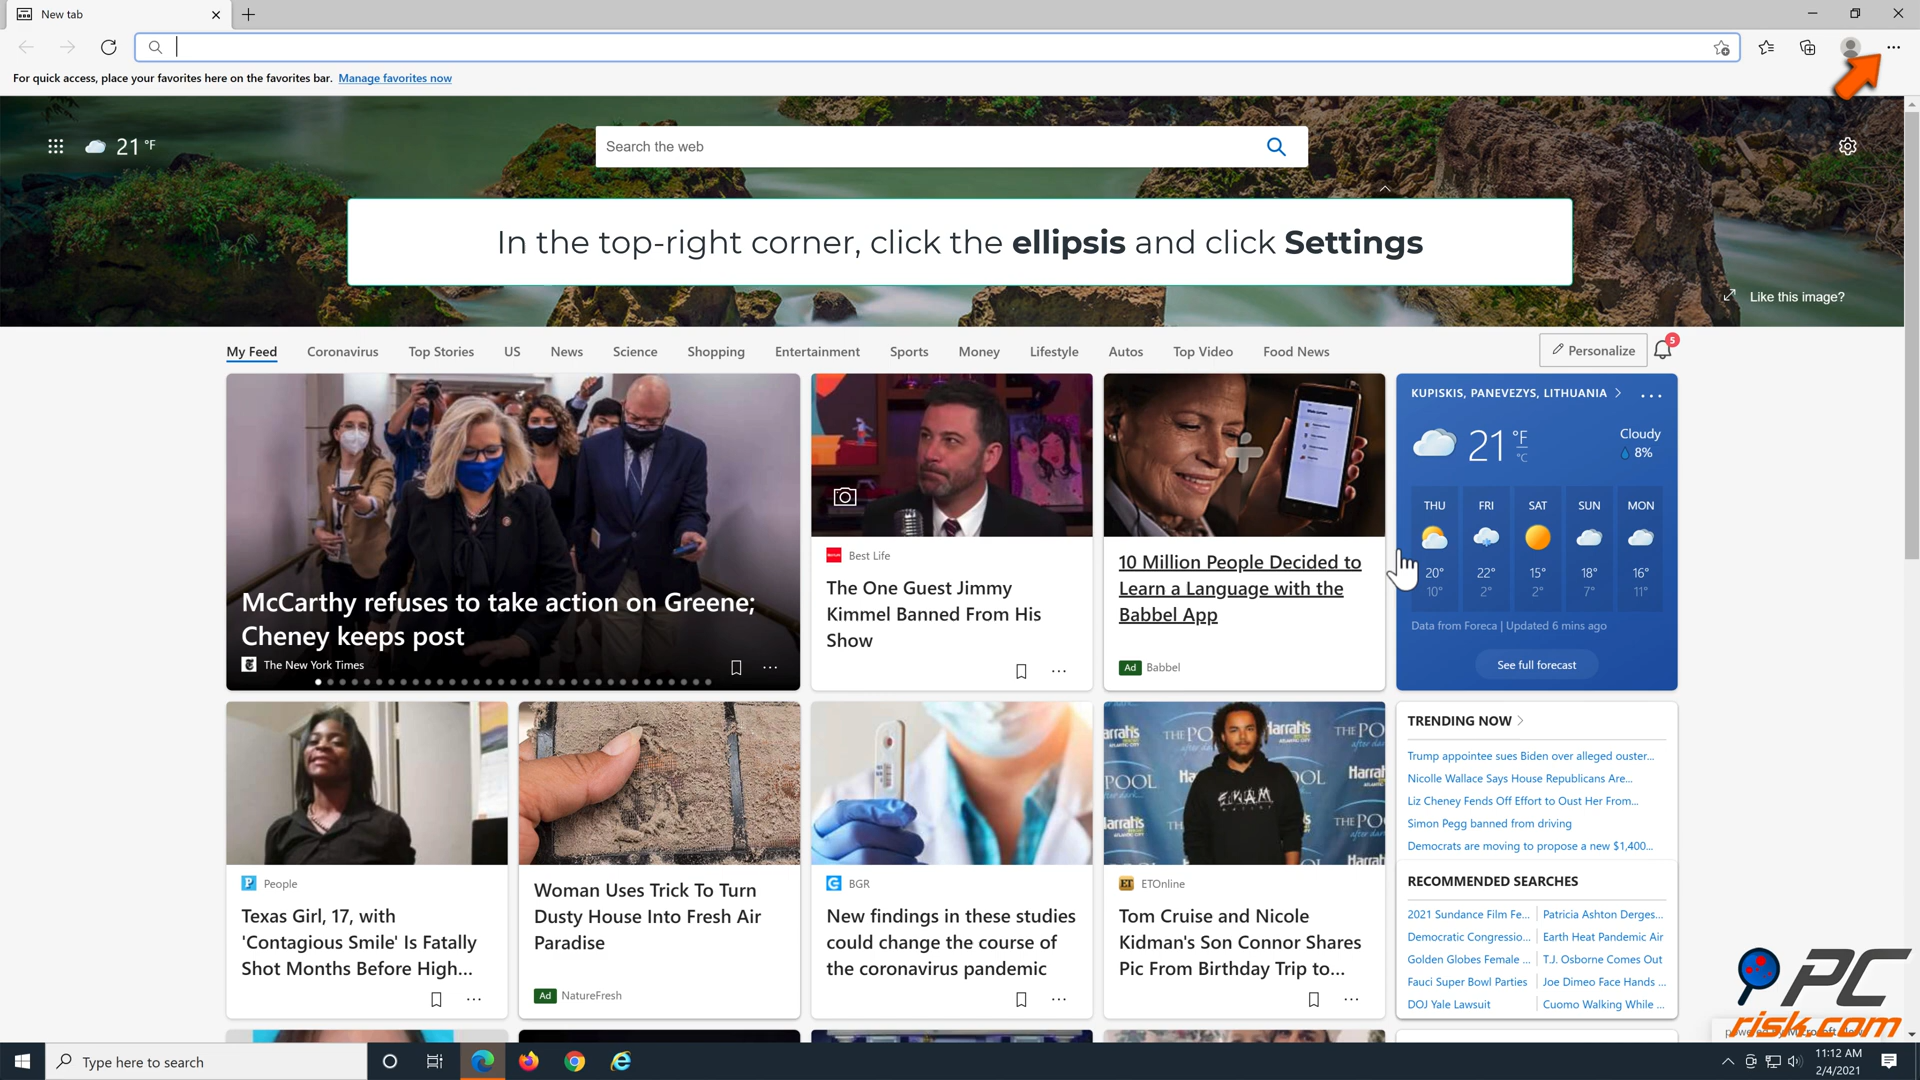 New tab
For quick access, place your favorites here on the favorites bar. Manage favorites now
21 °F
Search the web
In the top-right corner, click the ellipsis and click Settings
Like this image?
My Feed Coronavirus Top Stories US News Science Shopping Entertainment Sports Money Lifestyle Autos Top Video Food News
Personalize
5
McCarthy refuses to take action on Greene;
Cheney keeps post
The New York Times
Best Life
The One Guest Jimmy
Kimmel Banned From His
Show
10 Million People Decided to
Learn a Language with the
Babbel App
Ad Babbel
KUPISKIS, PANEVEZYS, LITHUANIA
21 °F
°C
Cloudy
8%
THU FRI SAT SUN MON
20° 22° 15° 18° 16°
10° 2° 2° 7° 11°
Data from Foreca | Updated 6 mins ago
See full forecast
People
Texas Girl, 17, with
'Contagious Smile' Is Fatally
Shot Months Before High...
Woman Uses Trick To Turn
Dusty House Into Fresh Air
Paradise
Ad NatureFresh
BGR
New findings in these studies
could change the course of
the coronavirus pandemic
Harrah's
ATLANTIC CITY
THE POOL
after dark
ET ETOnline
Tom Cruise and Nicole
Kidman's Son Connor Shares
Pic From Birthday Trip to...
TRENDING NOW
Trump appointee sues Biden over alleged ouster...
Nicolle Wallace Says House Republicans Are...
Liz Cheney Fends Off Effort to Oust Her From...
Simon Pegg banned from driving
Democrats are moving to propose a new $1,400...
RECOMMENDED SEARCHES
2021 Sundance Film Fe... Patricia Ashton Derges...
Democratic Congressio... Earth Heat Pandemic Air
Golden Globes Female ... T.J. Osborne Comes Out
Fauci Super Bowl Parties Joe Dimeo Face Hands ...
DOJ Yale Lawsuit Cuomo Walking While ...
PC
risk.com
Type here to search
11:12 AM
2/4/2021